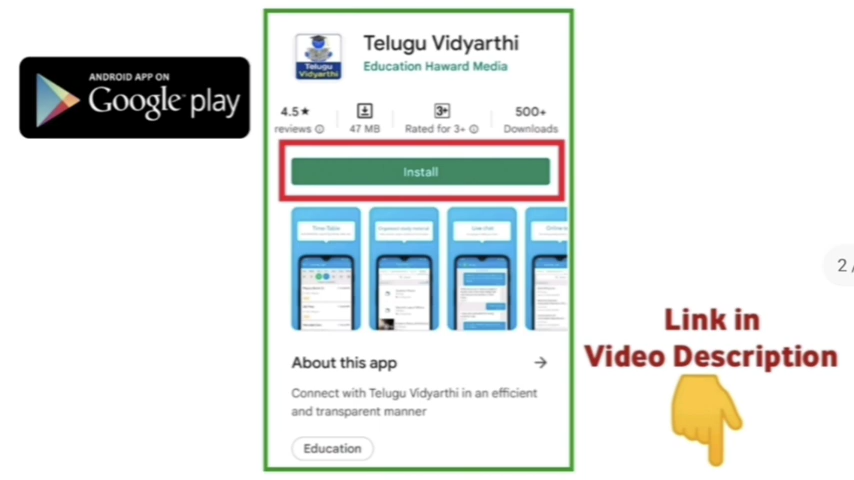 ANDROID APP ON
Google play
Telugu Vidyarthi
Education Haward Media
Telugu
Vidyarthi
4.5★
reviews
47 MB
3+
Rated for 3+
500+
Downloads
Install
Time Table
Live chat
About this app
Connect with Telugu Vidyarthi in an efficient
and transparent manner
Education
2 /
Link in
Video Description